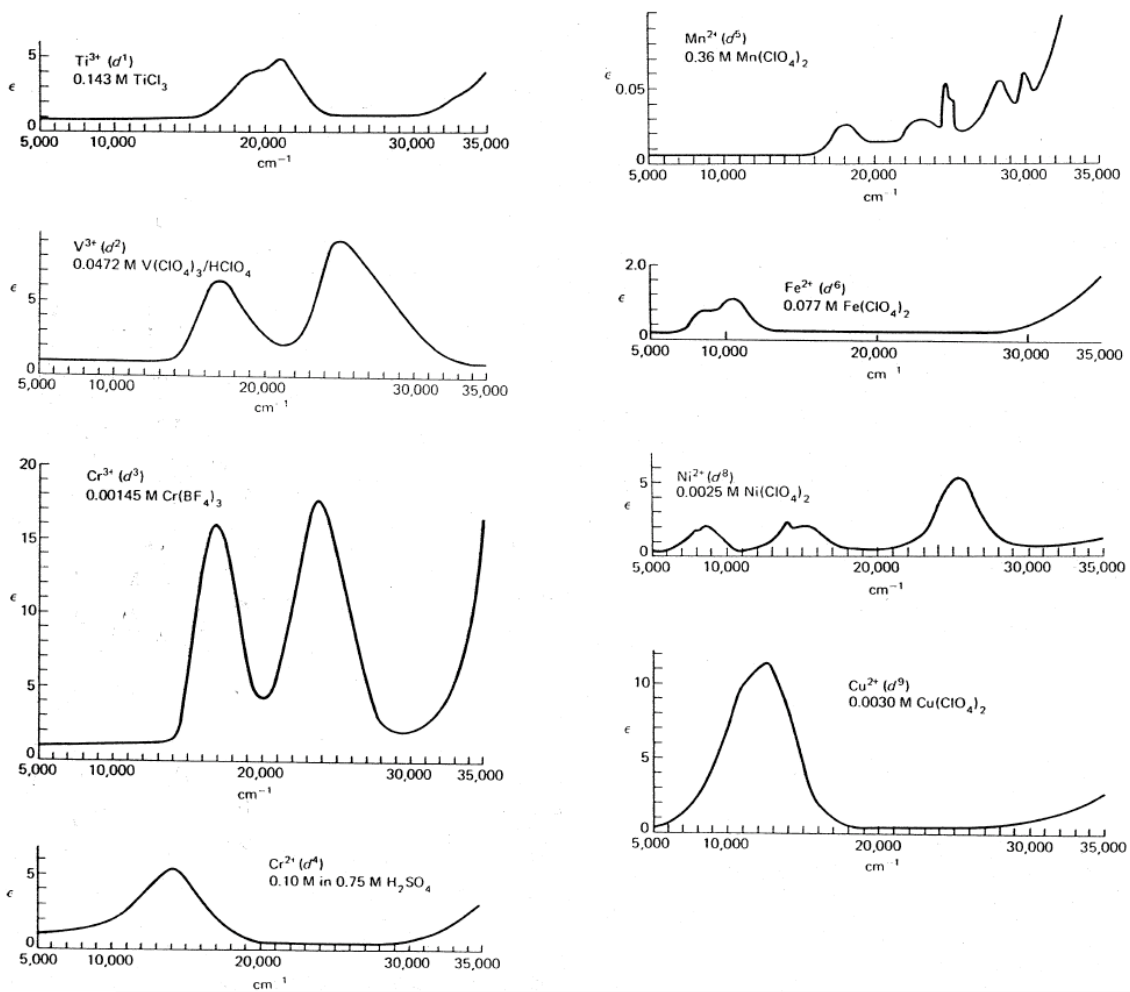 Ti³⁺ (d¹)
0.143 M TiCl₃
ϵ
5
0
5,000 10,000 20,000 30,000 35,000
cm⁻¹
V³⁺ (d²)
0.0472 M V(ClO₄)₃/HClO₄
ϵ
5
0
5,000 10,000 20,000 30,000 35,000
cm⁻¹
Cr³⁺ (d³)
0.00145 M Cr(BF₄)₃
20
15
ϵ
10
5
0
5,000 10,000 20,000 30,000 35,000
cm⁻¹
Cr²⁺ (d⁴)
0.10 M in 0.75 M H₂SO₄
ϵ
5
0
5,000 10,000 20,000 30,000 35,000
cm⁻¹
Mn²⁺ (d⁵)
0.36 M Mn(ClO₄)₂
ϵ
0.05
0
5,000 10,000 20,000 30,000 35,000
cm⁻¹
Fe²⁺ (d⁶)
0.077 M Fe(ClO₄)₂
2.0
ϵ
0
5,000 10,000 20,000 30,000 35,000
cm⁻¹
Ni²⁺ (d⁸)
0.0025 M Ni(ClO₄)₂
5
ϵ
0
5,000 10,000 20,000 30,000 35,000
cm⁻¹
Cu²⁺ (d⁹)
0.0030 M Cu(ClO₄)₂
10
ϵ
5
0
5,000 10,000 20,000 30,000 35,000
cm⁻¹